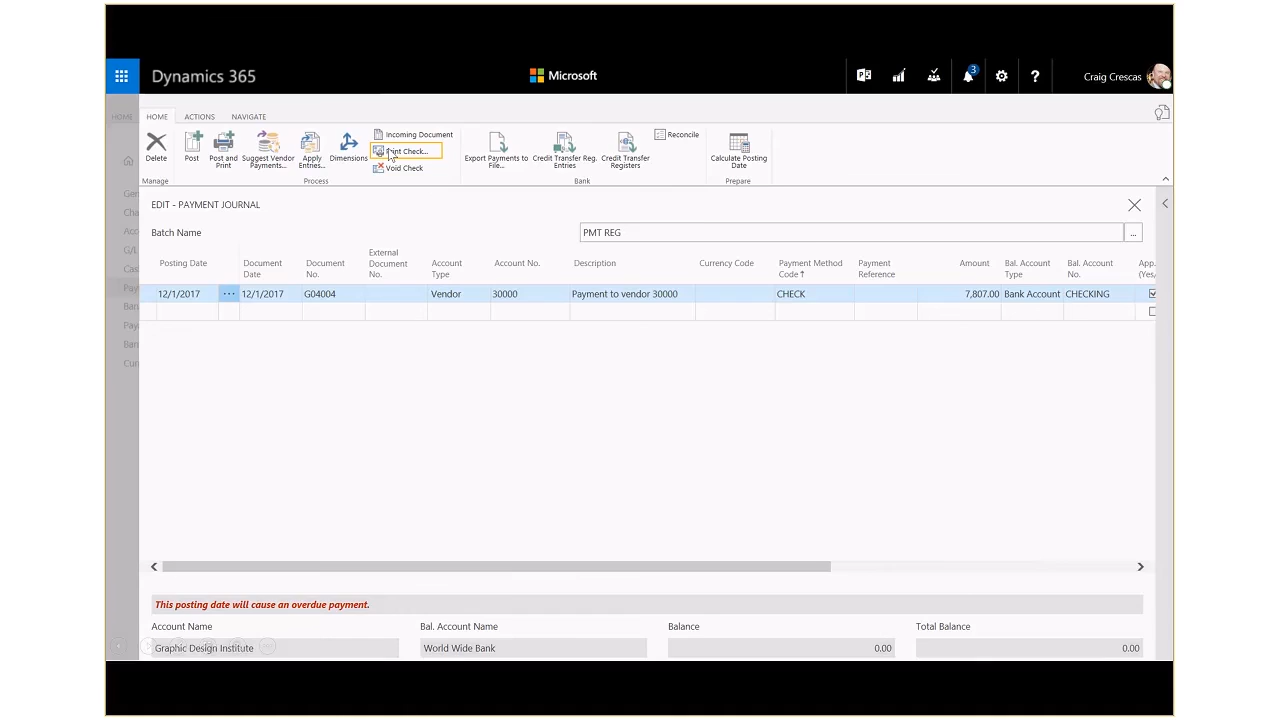 Dynamics 365
Microsoft
3
Craig Crescas
HOME
HOME
ACTIONS
NAVIGATE
Delete
Post
Post and Print
Suggest Vendor Payments...
Apply Entries...
Dimensions
Incoming Document
Print Check...
Void Check
Export Payments to File...
Credit Transfer Reg. Entries
Credit Transfer Registers
Reconcile
Calculate Posting Date
Manage
Process
Bank
Prepare
EDIT - PAYMENT JOURNAL
Batch Name
PMT REG
...
Posting Date
Document Date
Document No.
External Document No.
Account Type
Account No.
Description
Currency Code
Payment Method Code
Payment Reference
Amount
Bal. Account Type
Bal. Account No.
App.
(Yes/
12/1/2017
...
12/1/2017
G04004
Vendor
30000
Payment to vendor 30000
CHECK
7,807.00
Bank Account
CHECKING
This posting date will cause an overdue payment.
Account Name
Bal. Account Name
Balance
Total Balance
Graphic Design Institute
World Wide Bank
0.00
0.00